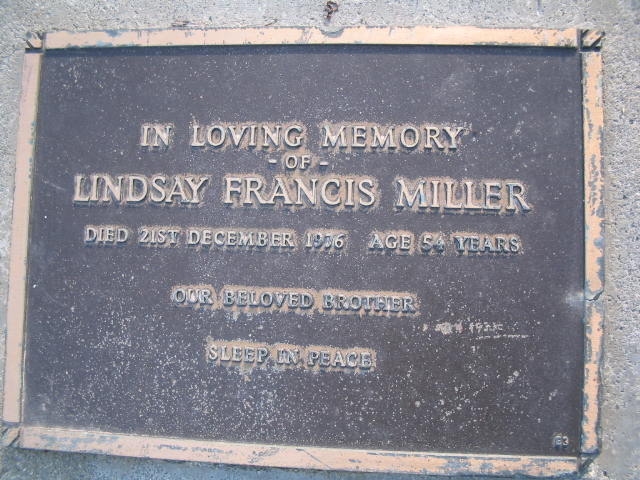 IN LOVING MEMORY
- OF -
LINDSAY FRANCIS MILLER
DIED 21ST DECEMBER 1976 AGE 54 YEARS
OUR BELOVED BROTHER
SLEEP IN PEACE